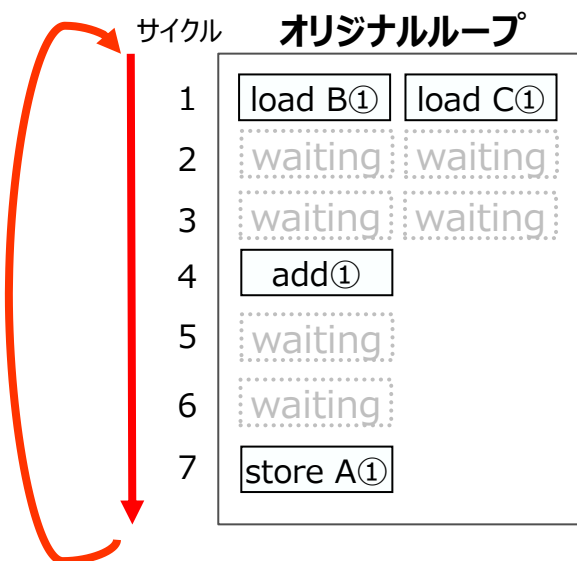 サイクル オリジナルループ
1 load B① load C①
2 waiting waiting
3 waiting waiting
4 add①
5 waiting
6 waiting
7 store A①